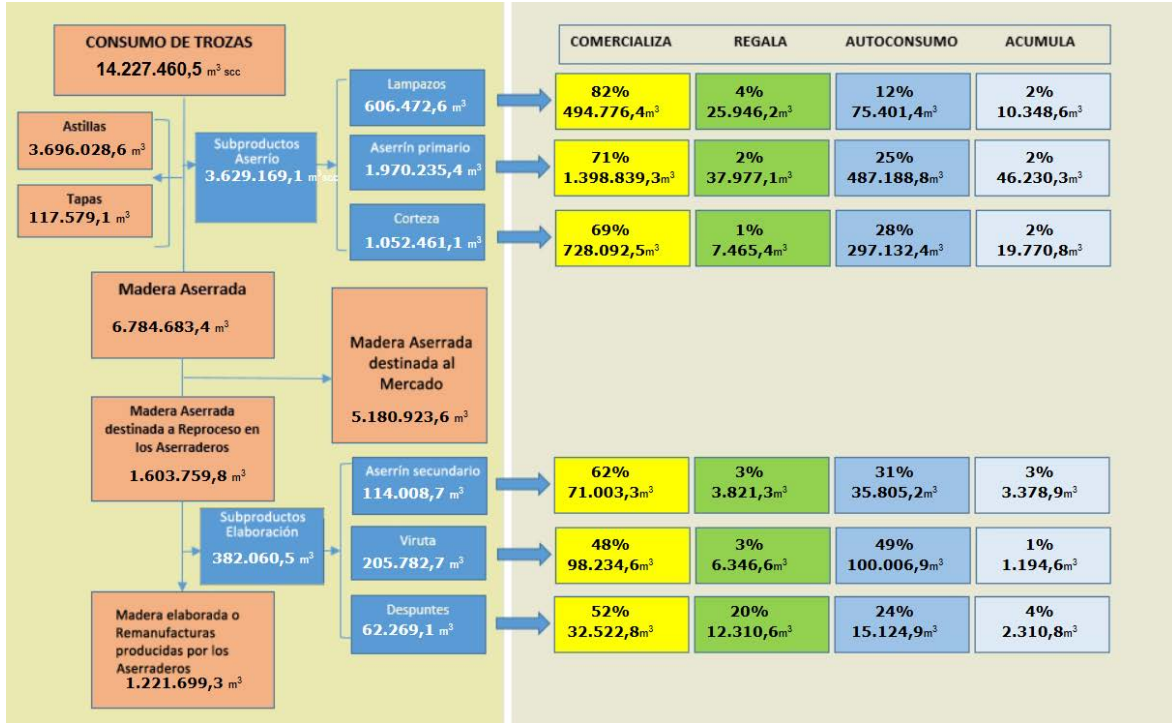 CONSUMO DE TROZAS
14.227.460,5 m³ scc
Astillas
3.696.028,6 m³
Tapas
117.579,1 m³
Subproductos
Aserrío
3.629.169,1 m³ scc
Lampazos
606.472,6 m³
Aserrín primario
1.970.235,4 m³
Corteza
1.052.461,1 m³
COMERCIALIZA REGALA AUTOCONSUMO ACUMULA
82% 4% 12% 2%
494.776,4m³ 25.946,2m³ 75.401,4m³ 10.348,6m³
71% 2% 25% 2%
1.398.839,3m³ 37.977,1m³ 487.188,8m³ 46.230,3m³
69% 1% 28% 2%
728.092,5m³ 7.465,4m³ 297.132,4m³ 19.770,8m³
Madera Aserrada
6.784.683,4 m³
Madera Aserrada
destinada al
Mercado
5.180.923,6 m³
Madera Aserrada
destinada a Reproceso en
los Aserraderos
1.603.759,8 m³
Subproductos
Elaboración
382.060,5 m³
Aserrín secundario
114.008,7 m³
Viruta
205.782,7 m³
Despuntes
62.269,1 m³
62% 3% 31% 3%
71.003,3m³ 3.821,3m³ 35.805,2m³ 3.378,9m³
48% 3% 49% 1%
98.234,6m³ 6.346,6m³ 100.006,9m³ 1.194,6m³
52% 20% 24% 4%
32.522,8m³ 12.310,6m³ 15.124,9m³ 2.310,8m³
Madera elaborada o
Remanufacturas
producidas por los
Aserraderos
1.221.699,3 m³